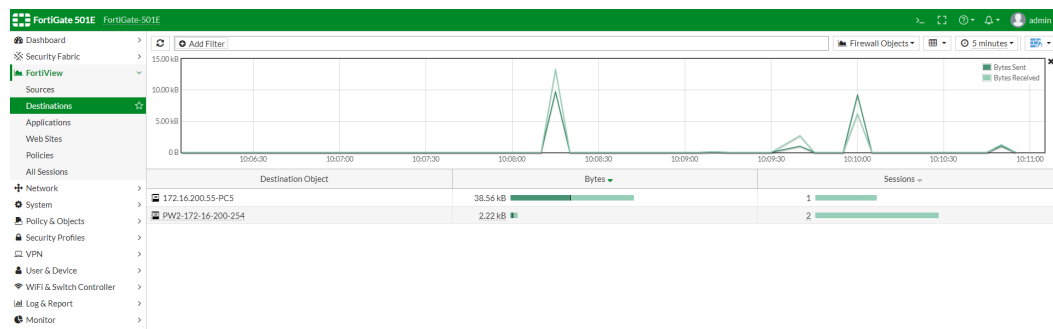 FortiGate 501E FortiGate-501E >_ admin
Dashboard
Security Fabric
FortiView
Sources
Destinations
Applications
Web Sites
Policies
All Sessions
Network
System
Policy & Objects
Security Profiles
VPN
User & Device
WiFi & Switch Controller
Log & Report
Monitor
Add Filter Firewall Objects 5 minutes
15.00 kB
10.00 kB
5.00 kB
0 B
Bytes Sent
Bytes Received
10:06:30 10:07:00 10:07:30 10:08:00 10:08:30 10:09:00 10:09:30 10:10:00 10:10:30 10:11:00
Destination Object Bytes Sessions
172.16.200.55-PC5 38.56 kB 1
PW2-172-16-200-254 2.22 kB 2